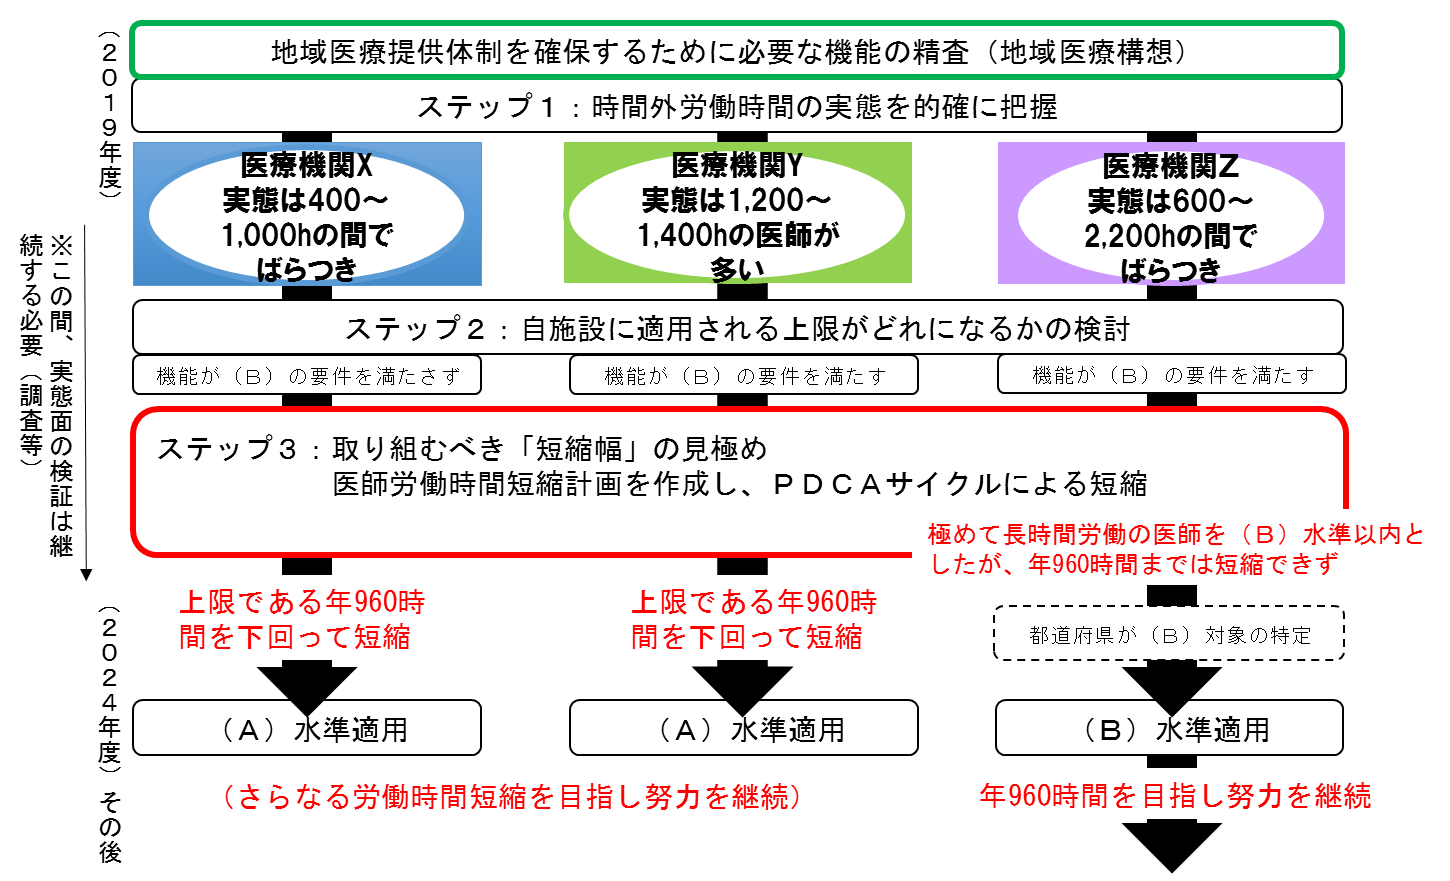 （２０１９年度）
地域医療提供体制を確保するために必要な機能の精査（地域医療構想）
ステップ１：時間外労働時間の実態を的確に把握
医療機関X
実態は400～
1,000hの間で
ばらつき
医療機関Y
実態は1,200～
1,400hの医師が
多い
医療機関Z
実態は600～
2,200hの間で
ばらつき
※この間、実態面の検証は継
続する必要（調査等）
ステップ２：自施設に適用される上限がどれになるかの検討
機能が（Ｂ）の要件を満たさず
機能が（Ｂ）の要件を満たす
機能が（Ｂ）の要件を満たす
ステップ３：取り組むべき「短縮幅」の見極め
医師労働時間短縮計画を作成し、ＰＤＣＡサイクルによる短縮
極めて長時間労働の医師を（Ｂ）水準以内と
したが、年960時間までは短縮できず
上限である年960時
間を下回って短縮
上限である年960時
間を下回って短縮
都道府県が（Ｂ）対象の特定
（２０２４年度）その後
（Ａ）水準適用
（Ａ）水準適用
（Ｂ）水準適用
（さらなる労働時間短縮を目指し努力を継続）
年960時間を目指し努力を継続